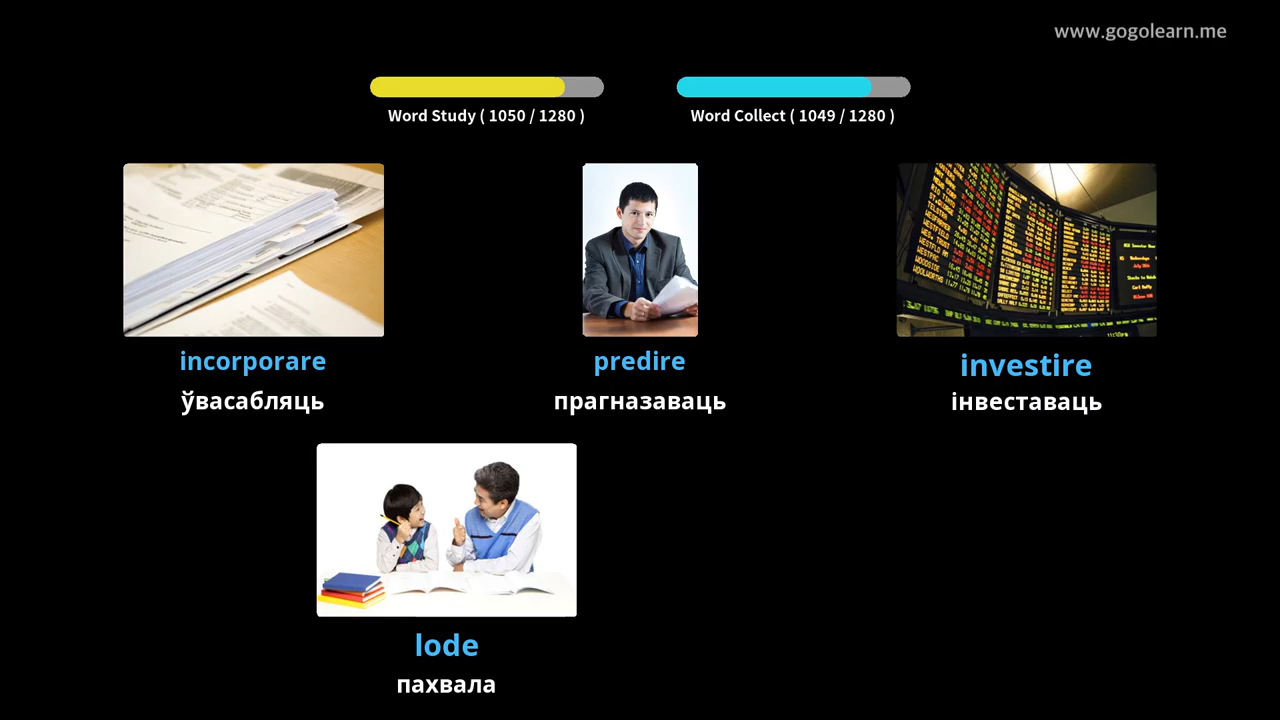 www.gogolearn.me
Word Study ( 1050 / 1280 )
Word Collect ( 1049 / 1280 )
incorporare
ўвасабляць
predire
прагназаваць
investire
інвеставаць
lode
пахвала